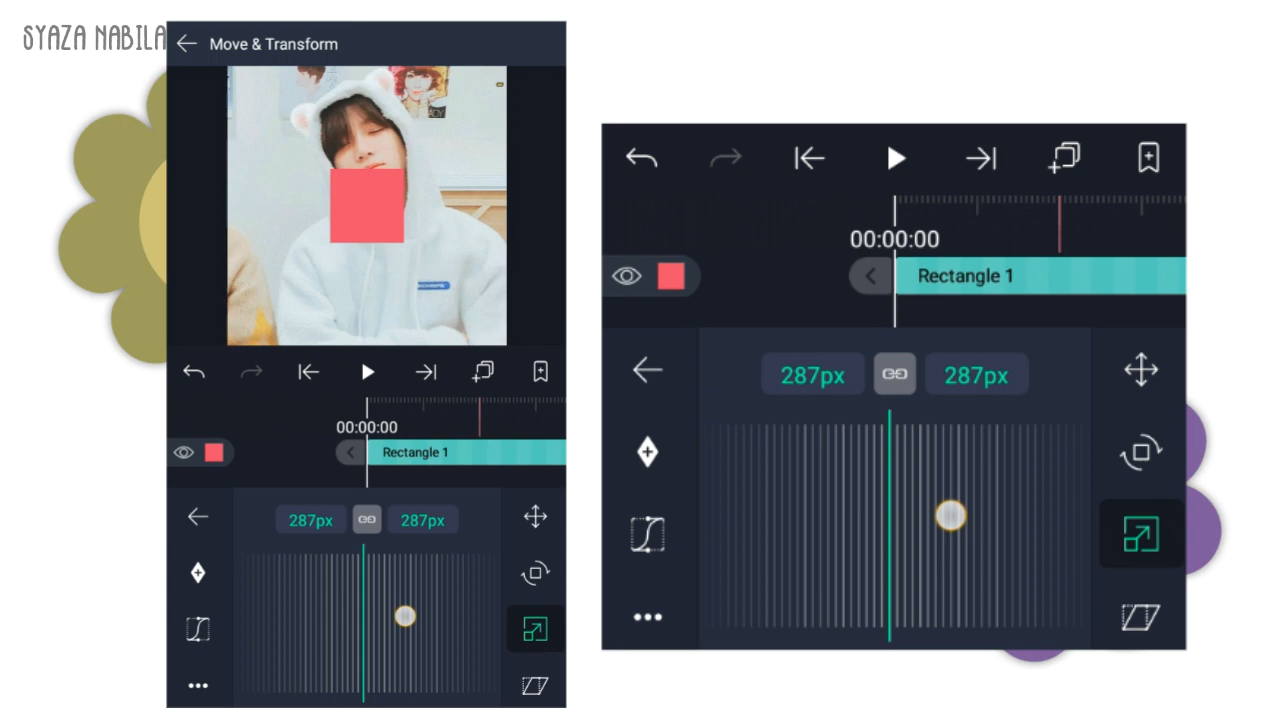 SYAZA NABILA
Move & Transform
00:00:00
Rectangle 1
287px 287px
00:00:00
Rectangle 1
287px 287px